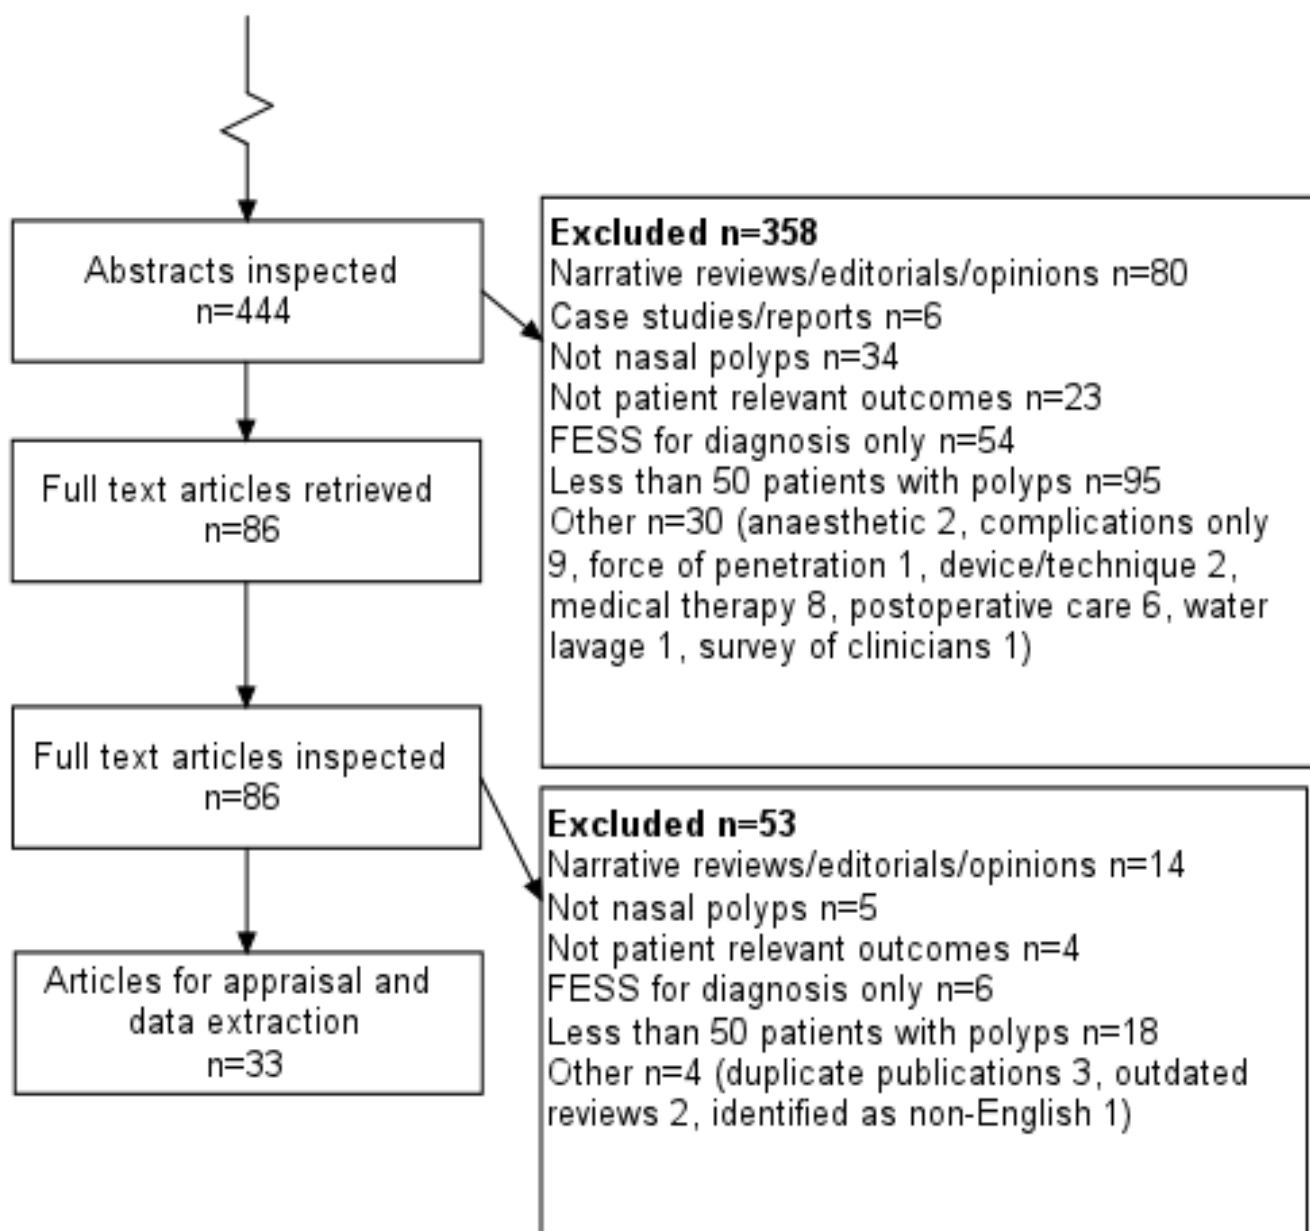 Abstracts inspected
n=444
Excluded n=358
Narrative reviews/editorials/opinions n=80
Case studies/reports n=6
Not nasal polyps n=34
Not patient relevant outcomes n=23
FESS for diagnosis only n=54
Less than 50 patients with polyps n=95
Other n=30 (anaesthetic 2, complications only
9, force of penetration 1, device/technique 2,
medical therapy 8, postoperative care 6, water
lavage 1, survey of clinicians 1)
Full text articles retrieved
n=86
Full text articles inspected
n=86
Excluded n=53
Narrative reviews/editorials/opinions n=14
Not nasal polyps n=5
Not patient relevant outcomes n=4
FESS for diagnosis only n=6
Less than 50 patients with polyps n=18
Other n=4 (duplicate publications 3, outdated
reviews 2, identified as non-English 1)
Articles for appraisal and
data extraction
n=33